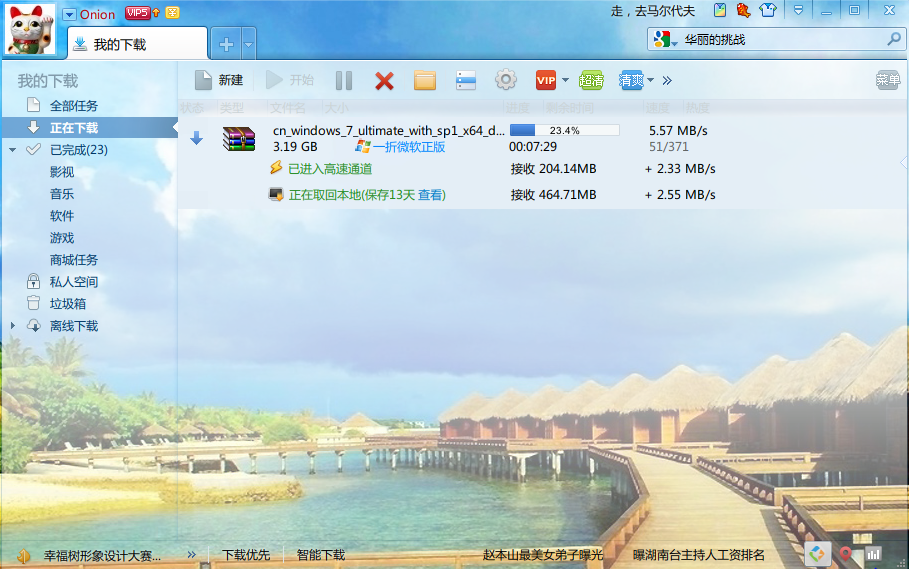 Onion VIP5
走，去马尔代夫
我的下载
华丽的挑战
我的下载
新建 开始 VIP 超清 清爽 » 菜单
状态 类型 文件名 大小 进度 剩余时间 速度 热度
全部任务
正在下载
已完成(23)
影视
音乐
软件
游戏
商城任务
私人空间
垃圾箱
离线下载
cn_windows_7_ultimate_with_sp1_x64_d... 23.4% 5.57 MB/s
3.19 GB 一折微软正版 00:07:29 51/371
已进入高速通道 接收 204.14MB + 2.33 MB/s
正在取回本地(保存13天 查看) 接收 464.71MB + 2.55 MB/s
幸福树形象设计大赛... » 下载优先 智能下载 赵本山最美女弟子曝光 曝湖南台主持人工资排名